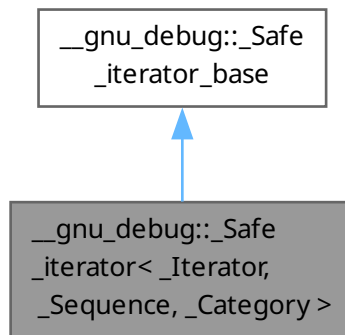 __gnu_debug::_Safe
_iterator_base
__gnu_debug::_Safe
_iterator< _Iterator,
_Sequence, _Category >